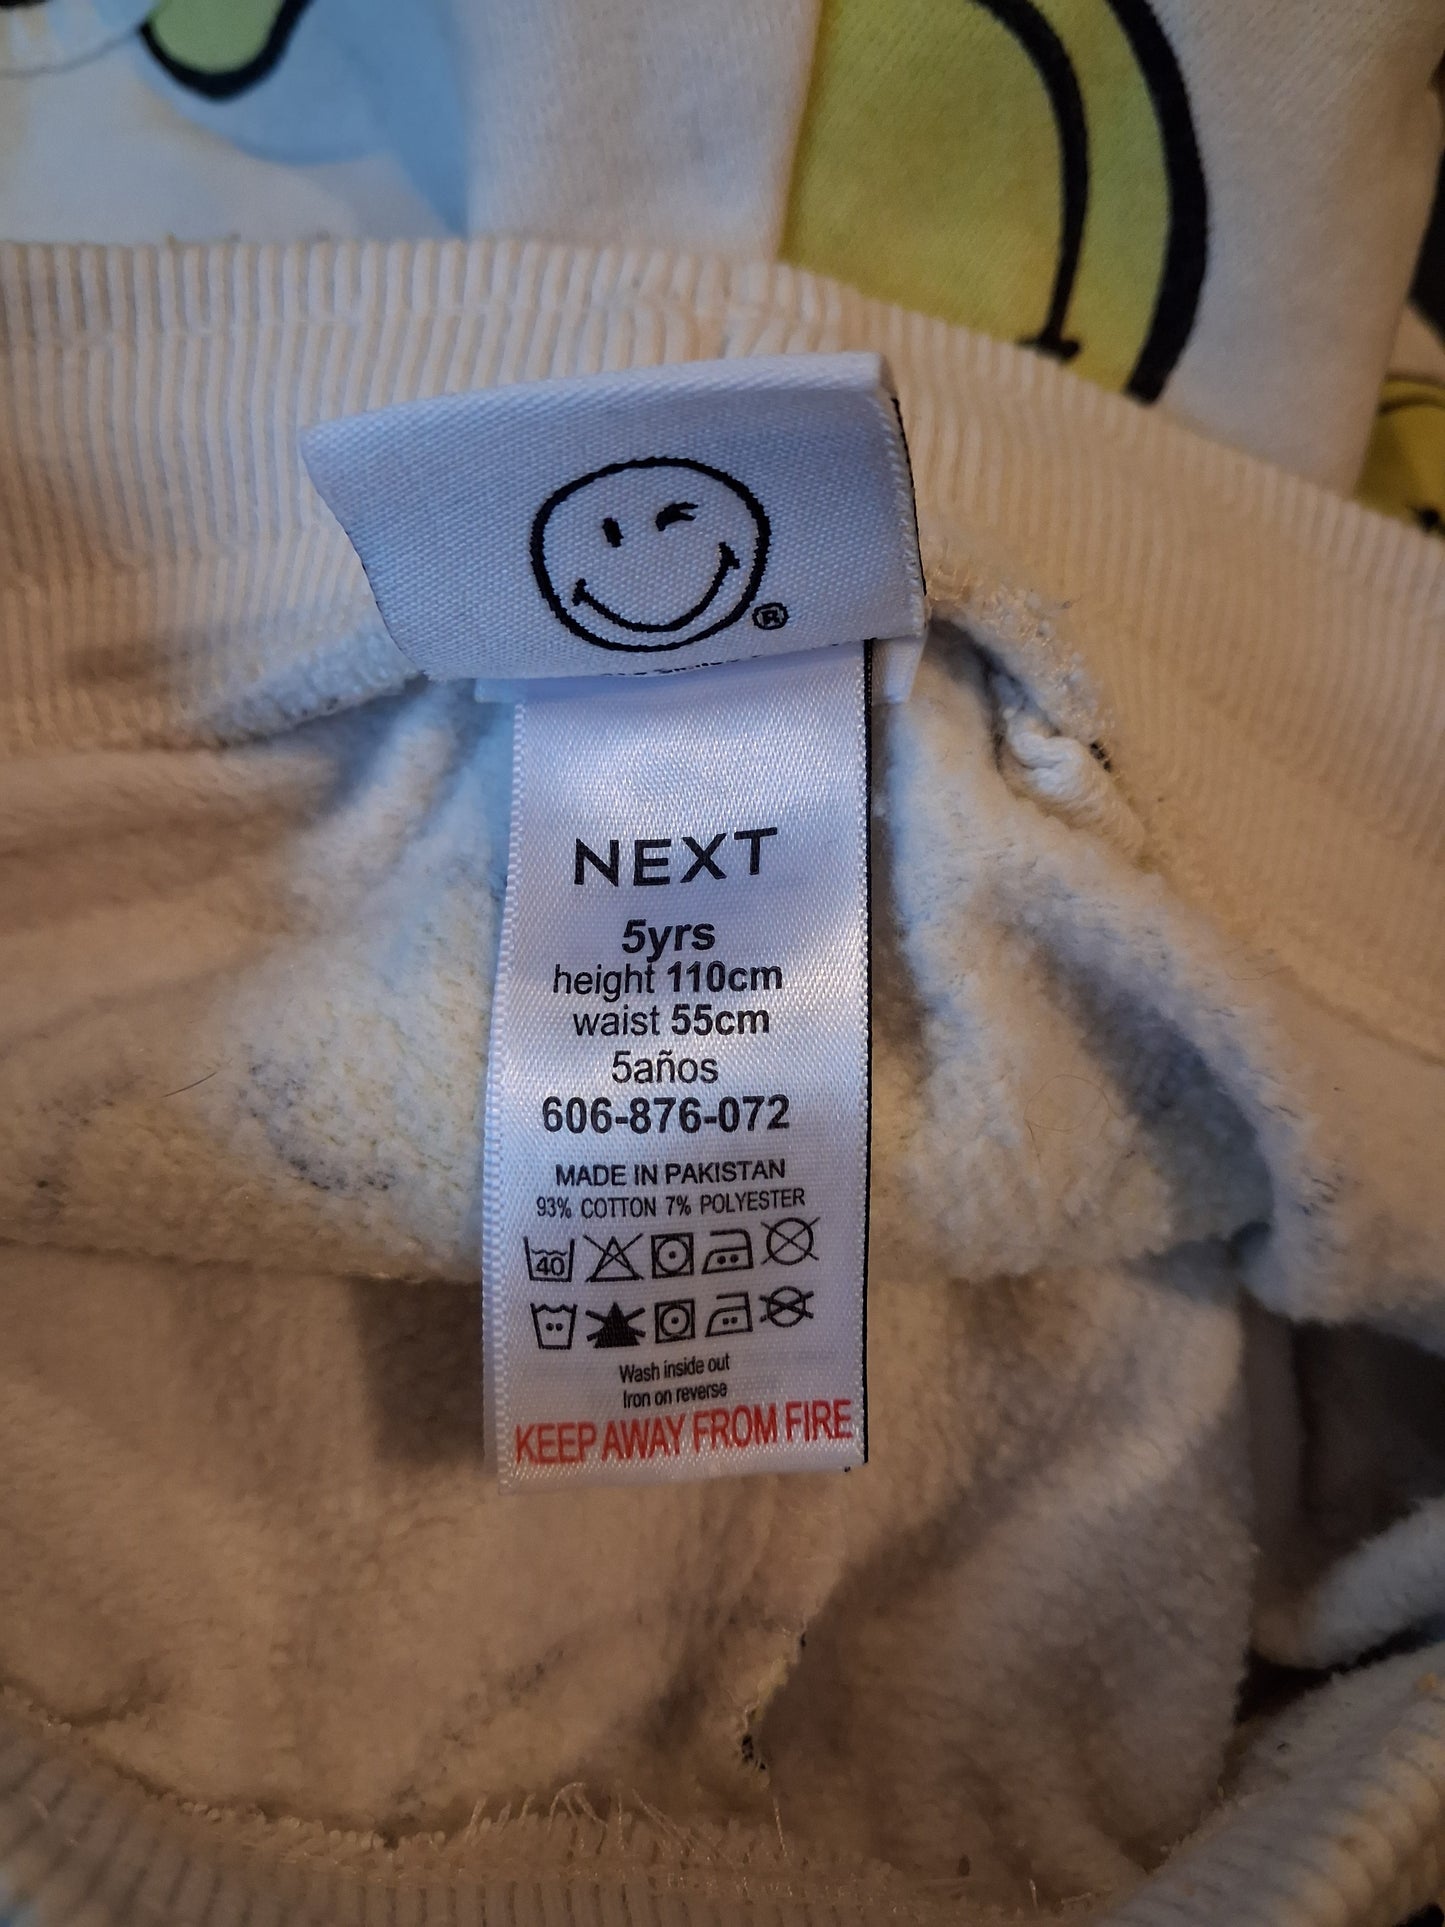 ®
NEXT
5yrs
height 110cm
waist 55cm
5años
606-876-072
MADE IN PAKISTAN
93% COTTON 7% POLYESTER
40
Wash inside out
Iron on reverse
KEEP AWAY FROM FIRE